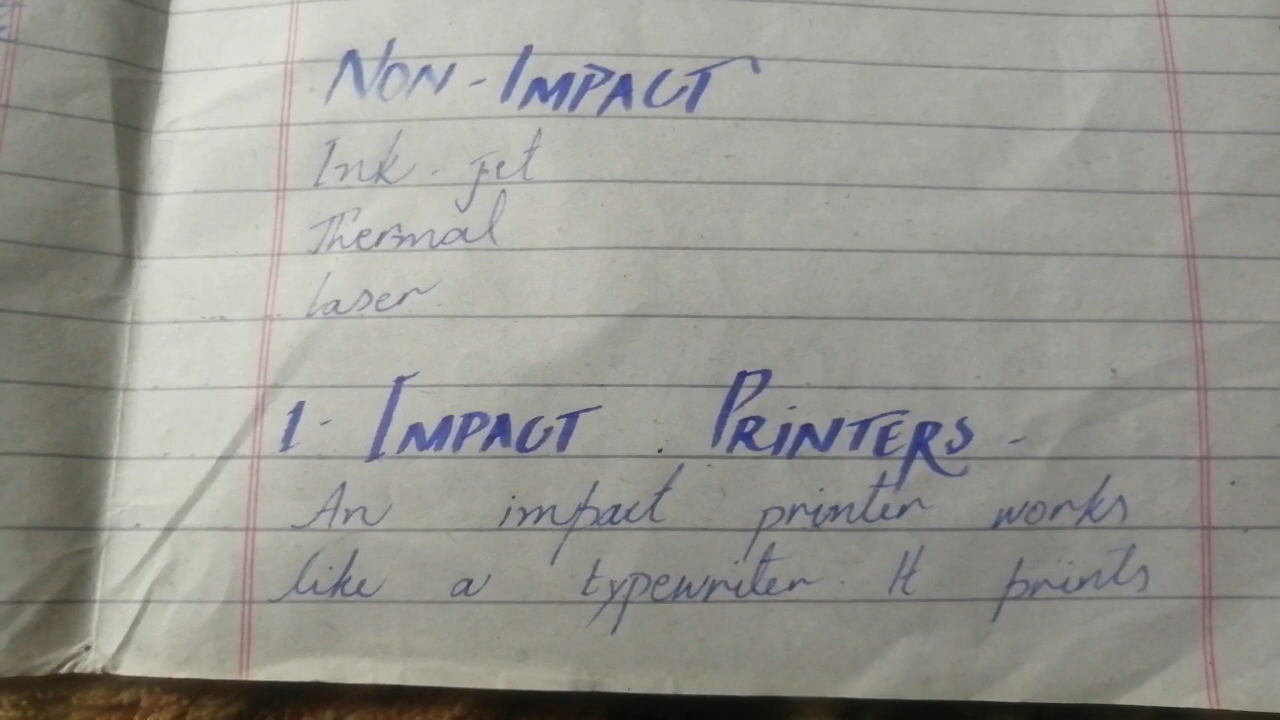 NON-IMPACT
Ink-jet
Thermal
laser
1- IMPACT PRINTERS-
An impact printer works
like a typewriter. It prints